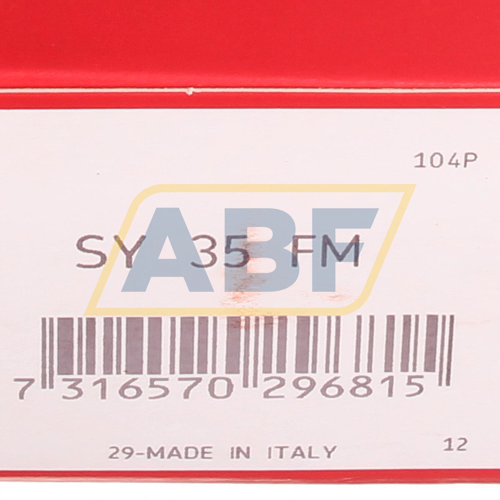 104P
SY 35 FM
ABF
7 316570 296815
29-MADE IN ITALY 12